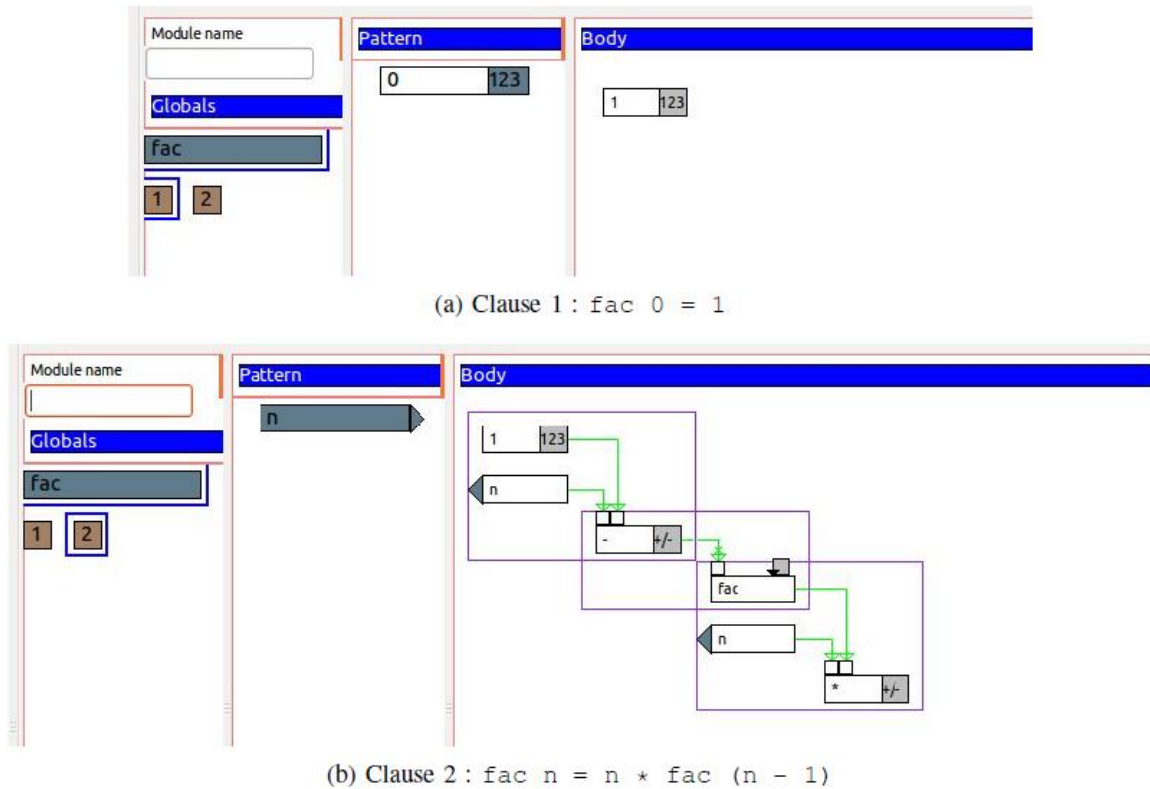 Module name
Pattern
Body
0 123
1 123
Globals
fac
1 2
(a) Clause 1 : fac 0 = 1
Module name
Pattern
Body
n
1 123
Globals
n
fac
- +/-
1 2
fac
n
* +/-
(b) Clause 2 : fac n = n * fac (n - 1)